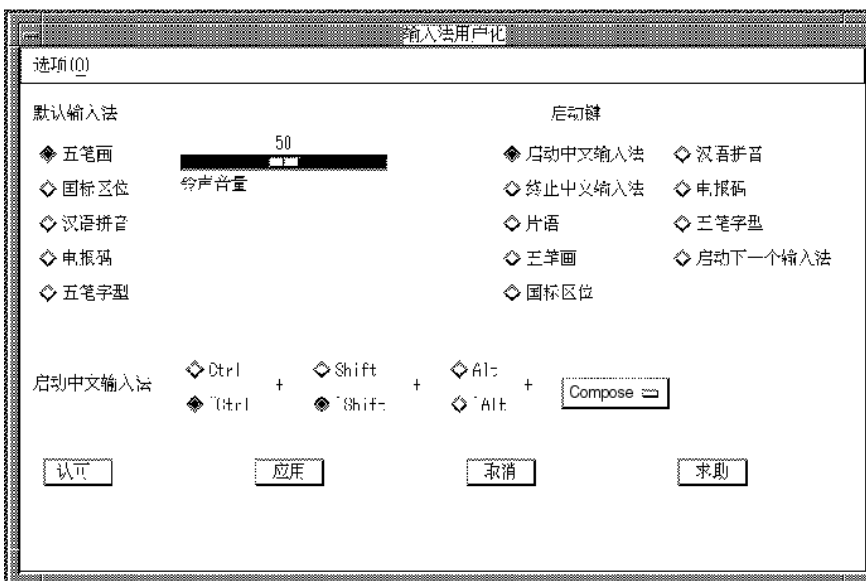 输入法用户化
选项(O)
默认输入法
启动键
五笔画
国标区位
汉语拼音
电报码
五笔字型
50
铃声音量
启动中文输入法
终止中文输入法
片语
五笔画
国标区位
汉语拼音
电报码
五笔字型
启动下一个输入法
启动中文输入法
Ctrl + Shift + Alt + Compose
~Ctrl ~Shift ~Alt
认可 应用 取消 求助